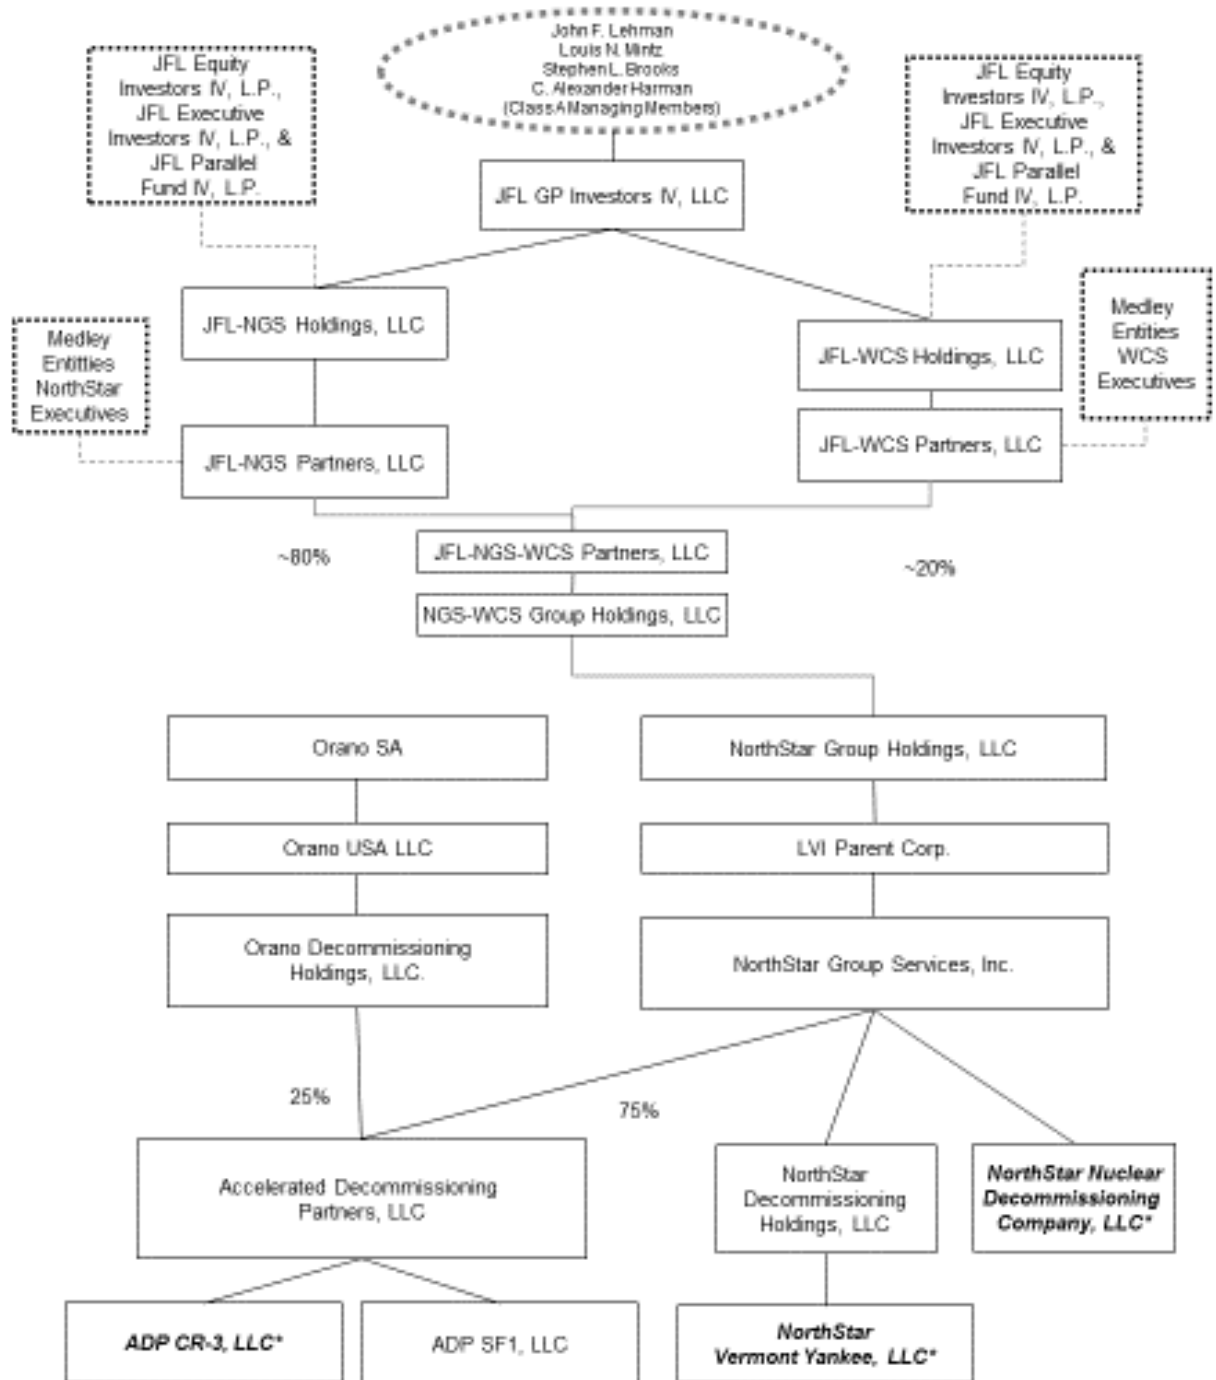 John F. Lehrman
Louis N. Mintz
Stephen L. Brooks
C. Alexander Harman
(Class A Managing Members)
JFL Equity
Investors IV, L.P.,
JFL Executive
Investors IV, L.P., &
JFL Parallel
Fund IV, L.P.
JFL GP Investors IV, LLC
JFL Equity
Investors IV, L.P.,
JFL Executive
Investors IV, L.P., &
JFL Parallel
Fund IV, L.P.
JFL-NGS Holdings, LLC
Medley
Entitties
NorthStar
Executives
JFL-WCS Holdings, LLC
Medley
Entities
WCS
Executives
JFL-NGS Partners, LLC
JFL-WCS Partners, LLC
~80%
JFL-NGS-WCS Partners, LLC
~20%
NGS-WCS Group Holdings, LLC
Orano SA
NorthStar Group Holdings, LLC
Orano USA LLC
LVI Parent Corp.
Orano Decommissioning
Holdings, LLC.
NorthStar Group Services, Inc.
25%
75%
Accelerated Decommissioning
Partners, LLC
NorthStar
Decommissioning
Holdings, LLC
NorthStar Nuclear
Decommissioning
Company, LLC*
ADP CR-3, LLC*
ADP SF1, LLC
NorthStar
Vermont Yankee, LLC*